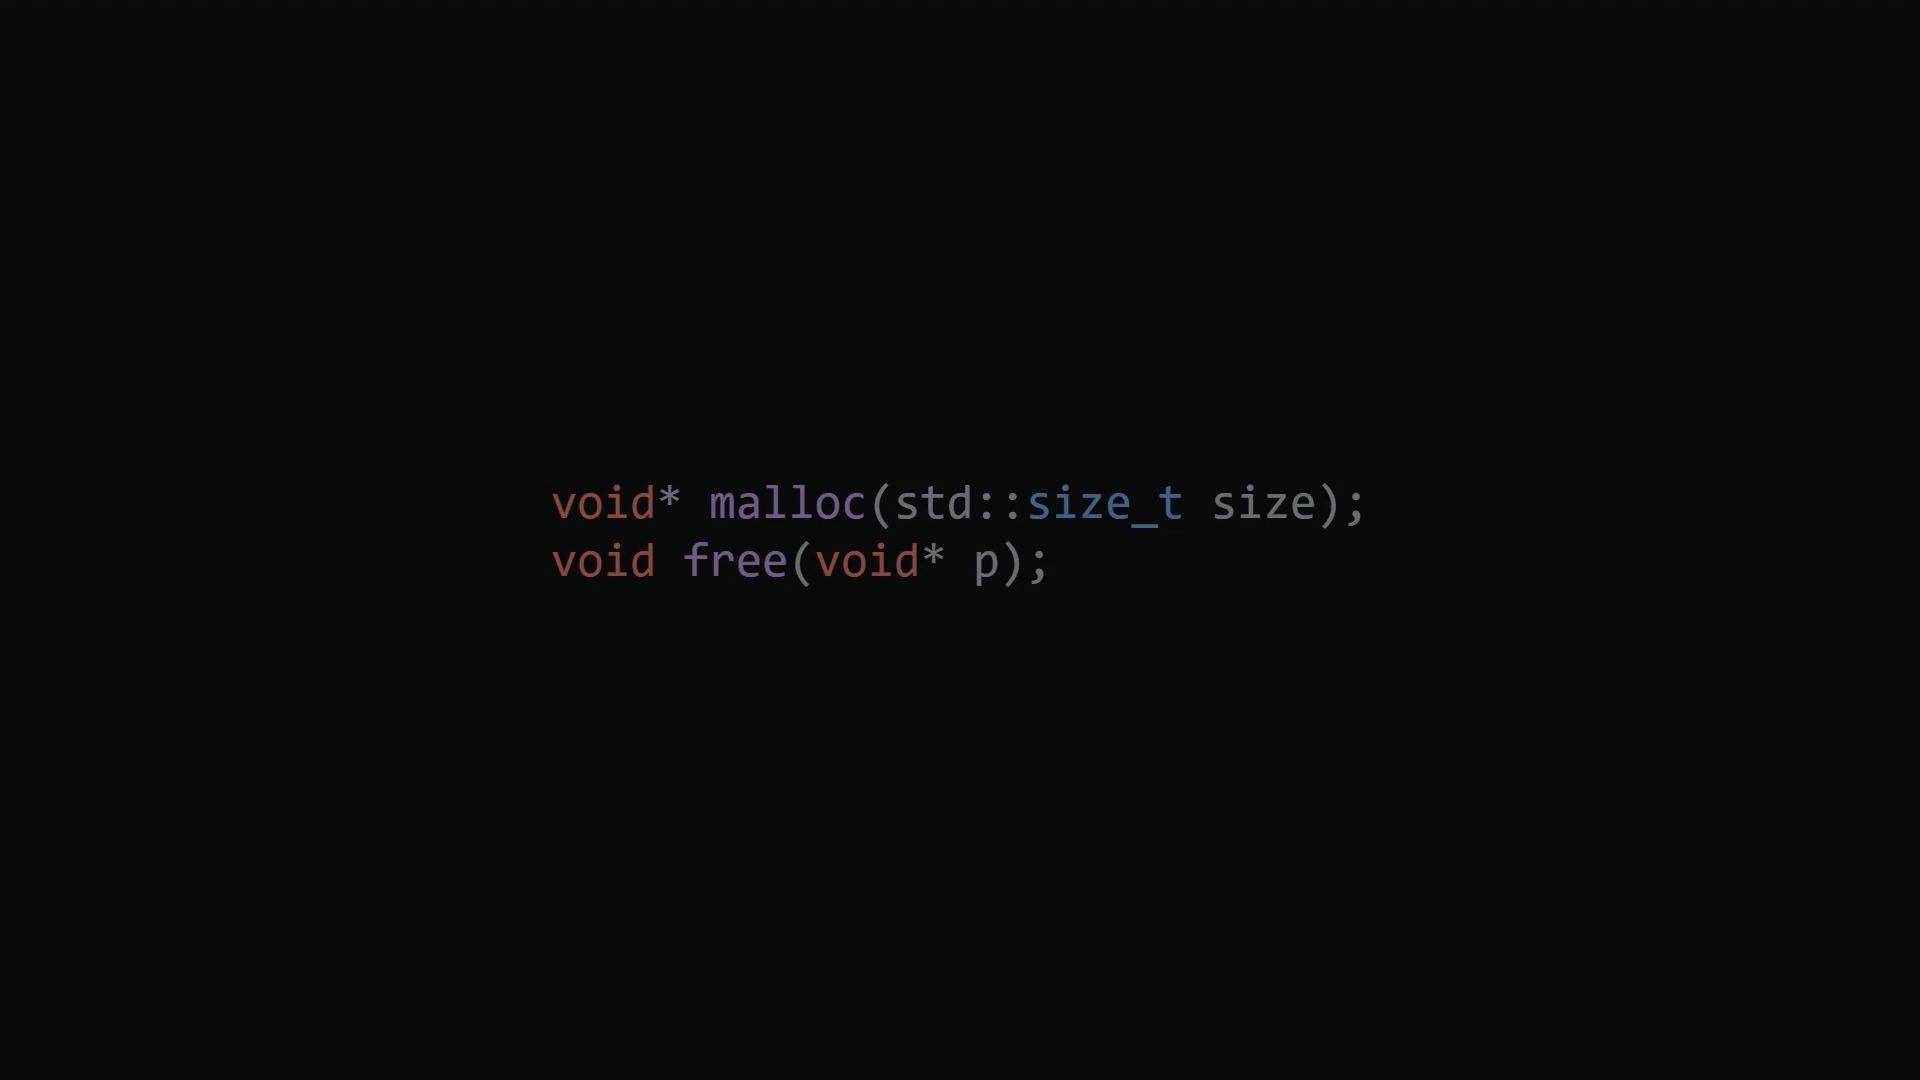 void* malloc(std::size_t size);
void free(void* p);